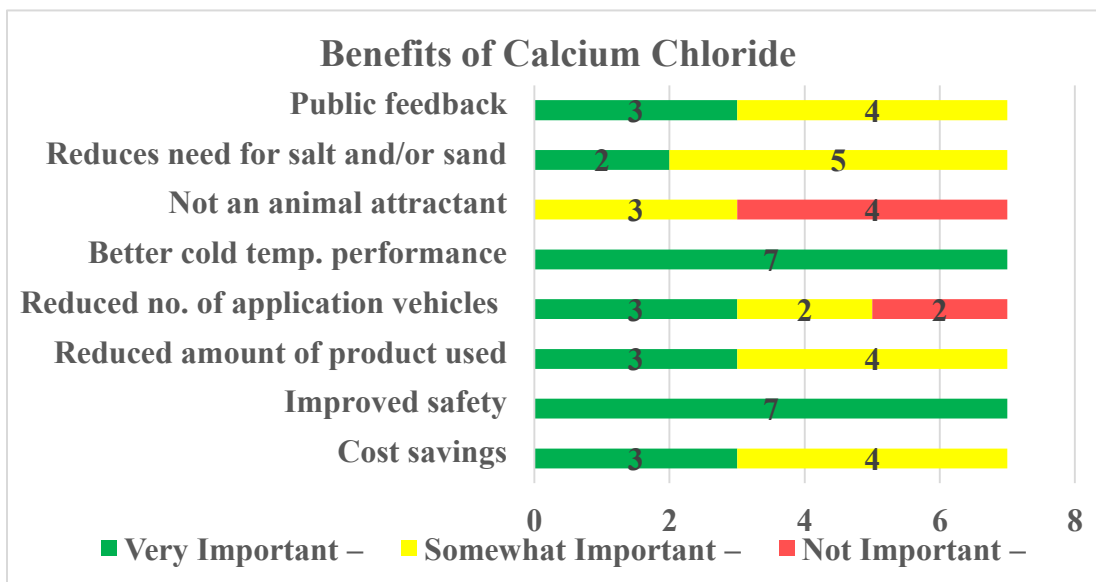 Benefits of Calcium Chloride
Public feedback
3 4
Reduces need for salt and/or sand
2 5
Not an animal attractant
3 4
Better cold temp. performance
7
Reduced no. of application vehicles
3 2 2
Reduced amount of product used
3 4
Improved safety
7
Cost savings
3 4
0 2 4 6 8
Very Important – Somewhat Important – Not Important –